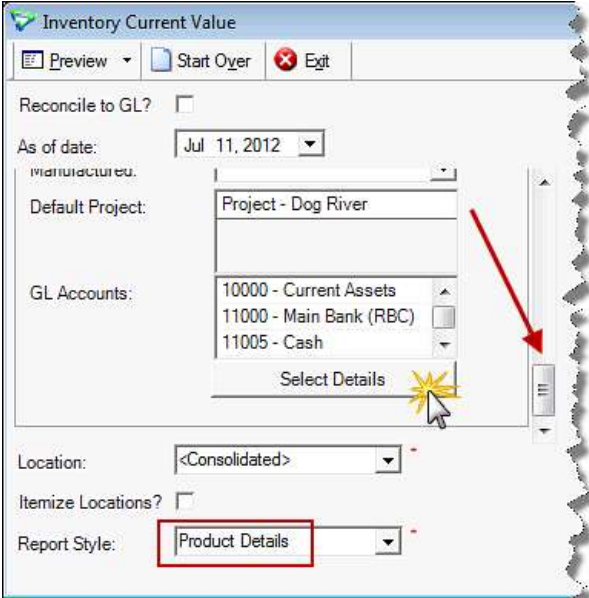 Inventory Current Value
Preview Start Over Exit
Reconcile to GL?
As of date: Jul 11, 2012
Manufactured:
Default Project: Project - Dog River
GL Accounts: 10000 - Current Assets
11000 - Main Bank (RBC)
11005 - Cash
Select Details
Location: <Consolidated> *
Itemize Locations?
Report Style: Product Details *